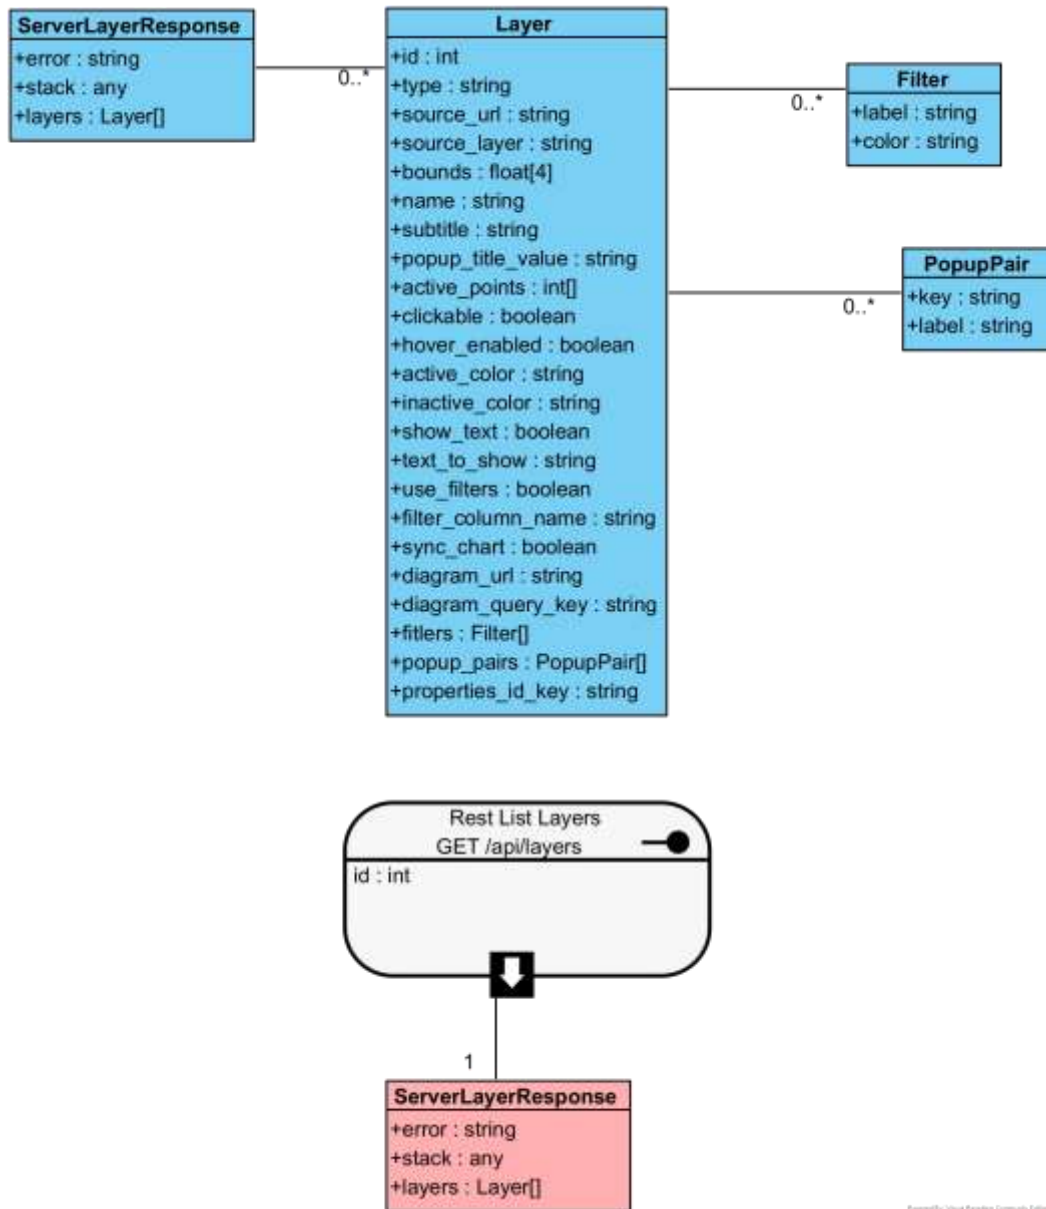 ServerLayerResponse
+error : string
+stack : any
+layers : Layer[]
0..*
Layer
+id : int
+type : string
+source_url : string
+source_layer : string
+bounds : float[4]
+name : string
+subtitle : string
+popup_title_value : string
+active_points : int[]
+clickable : boolean
+hover_enabled : boolean
+active_color : string
+inactive_color : string
+show_text : boolean
+text_to_show : string
+use_filters : boolean
+filter_column_name : string
+sync_chart : boolean
+diagram_url : string
+diagram_query_key : string
+fitlers : Filter[]
+popup_pairs : PopupPair[]
+properties_id_key : string
0..*
Filter
+label : string
+color : string
0..*
PopupPair
+key : string
+label : string
Rest List Layers
GET /api/layers
id : int
1
ServerLayerResponse
+error : string
+stack : any
+layers : Layer[]